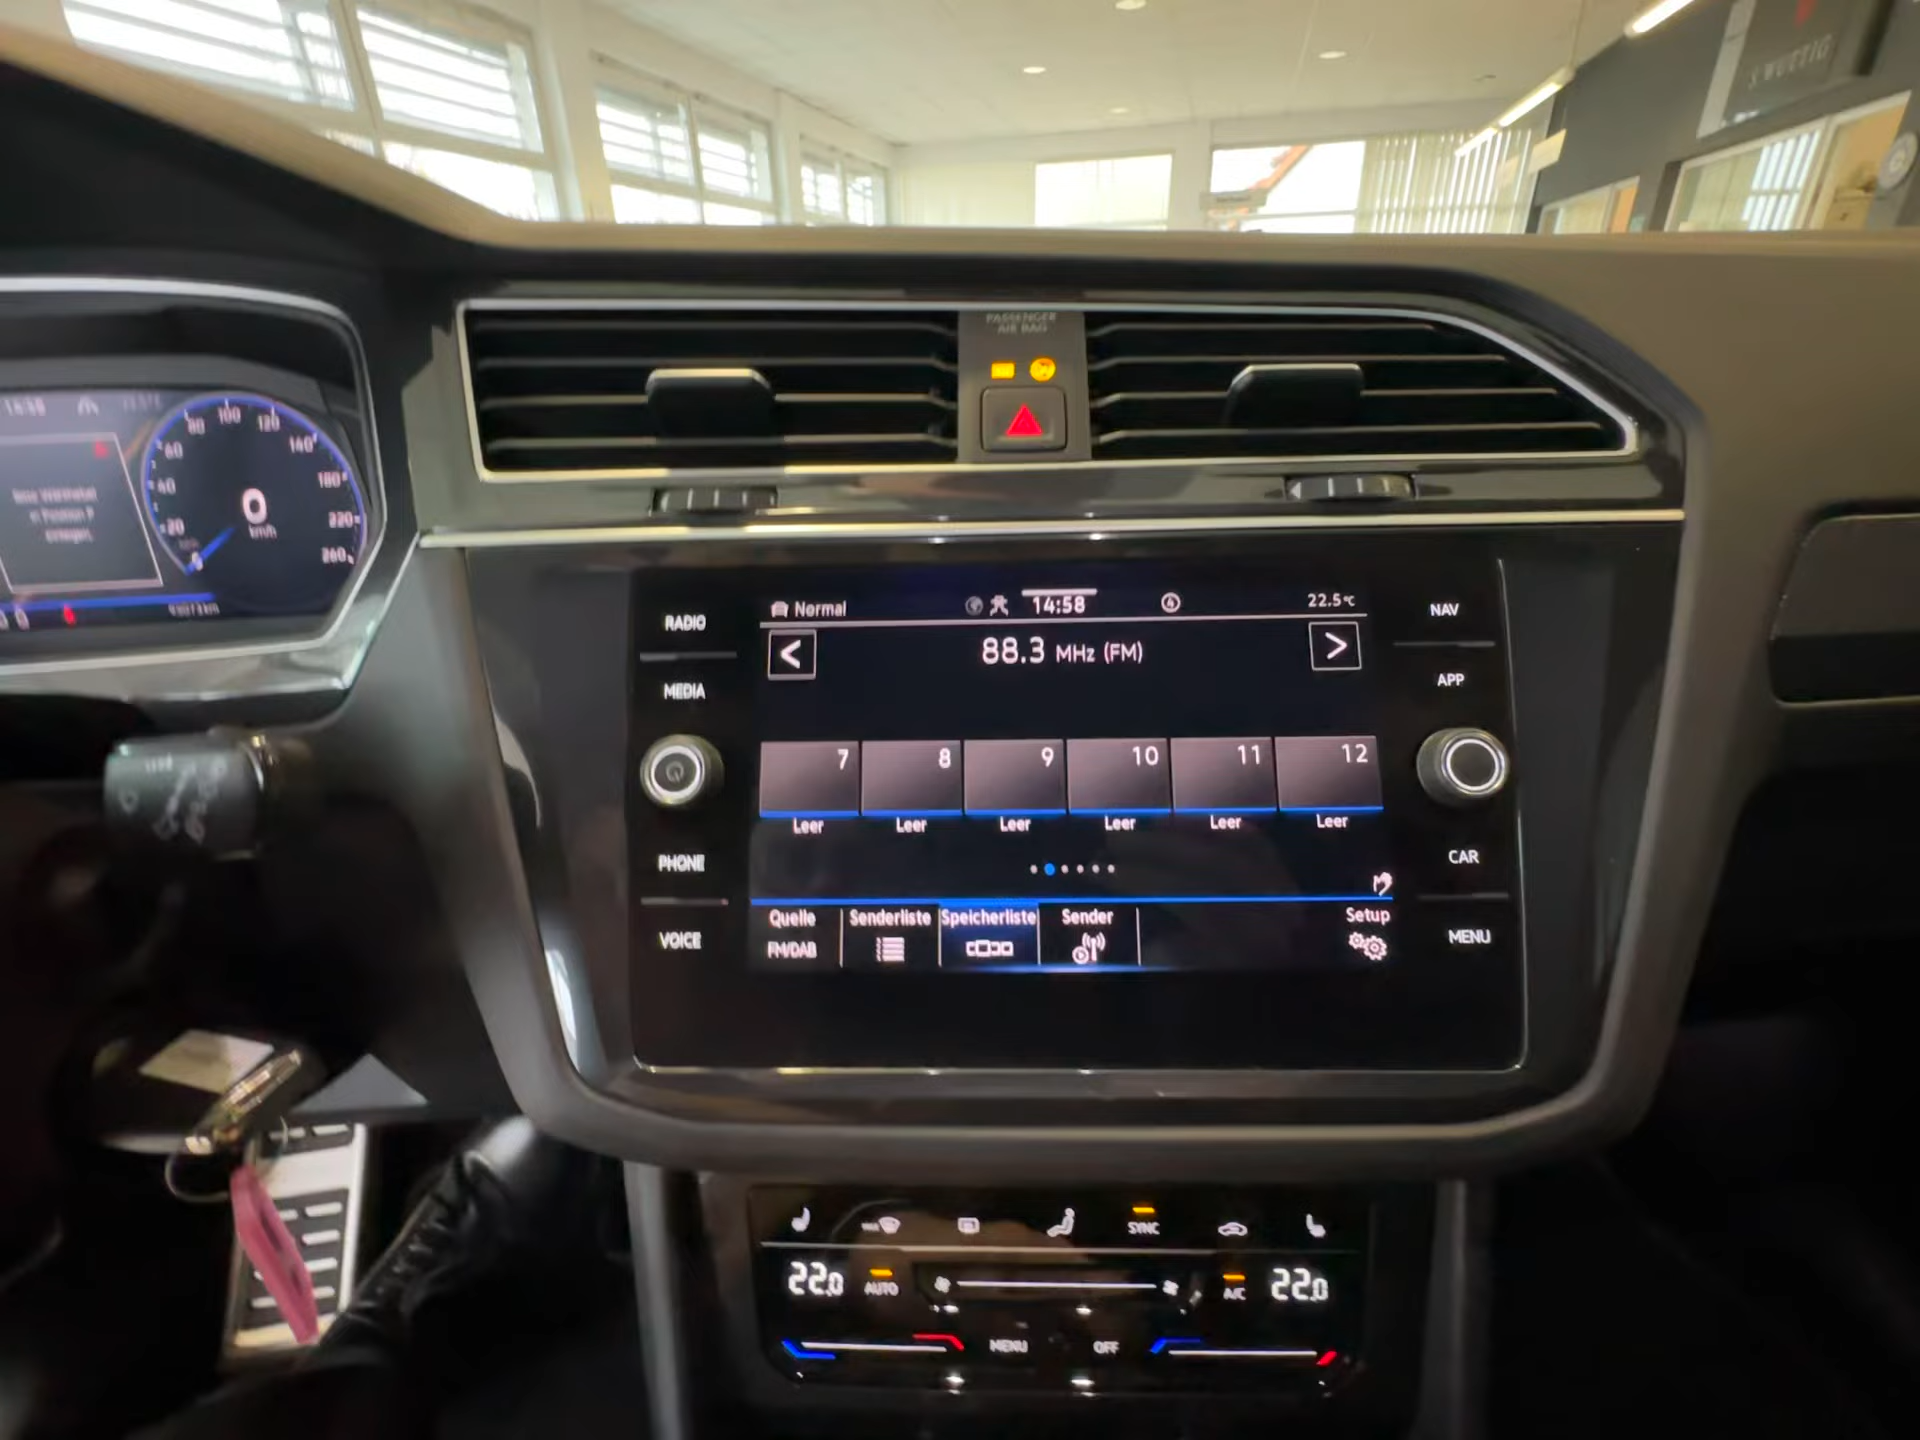 PASSENGER
AIR BAG
80 100 120
60 140
40 180
20 220
260
0
km/h
in Position P
RADIO
MEDIA
PHONE
VOICE
Normal
14:58
22.5°C
< 88.3 MHz (FM) >
7 8 9 10 11 12
Leer Leer Leer Leer Leer Leer
Quelle Senderliste Speicherliste Sender Setup
FM/DAB
NAV
APP
CAR
MENU
SYNC
22.0 AUTO A/C 22.0
MENU OFF